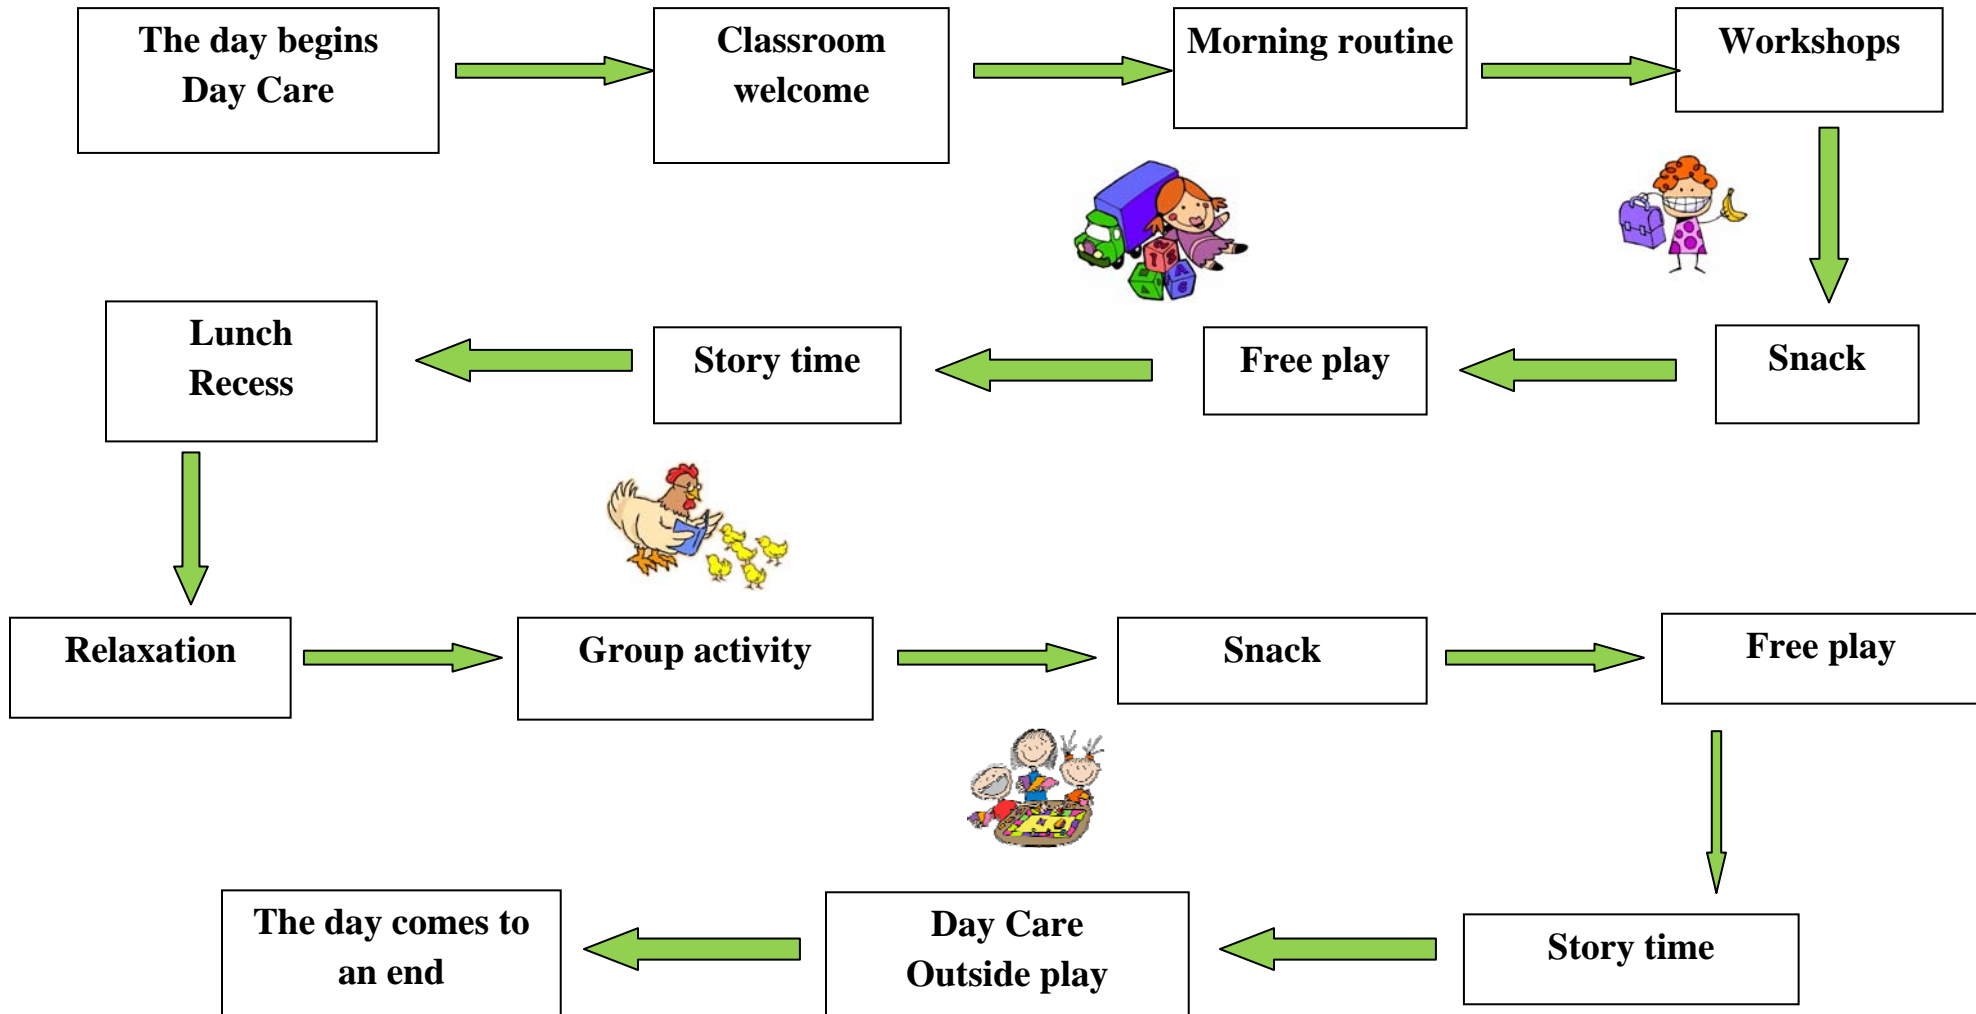 The day begins
Day Care
Classroom
welcome
Morning routine
Workshops
Snack
Free play
Story time
Lunch
Recess
Relaxation
Group activity
Snack
Free play
Story time
Day Care
Outside play
The day comes to
an end